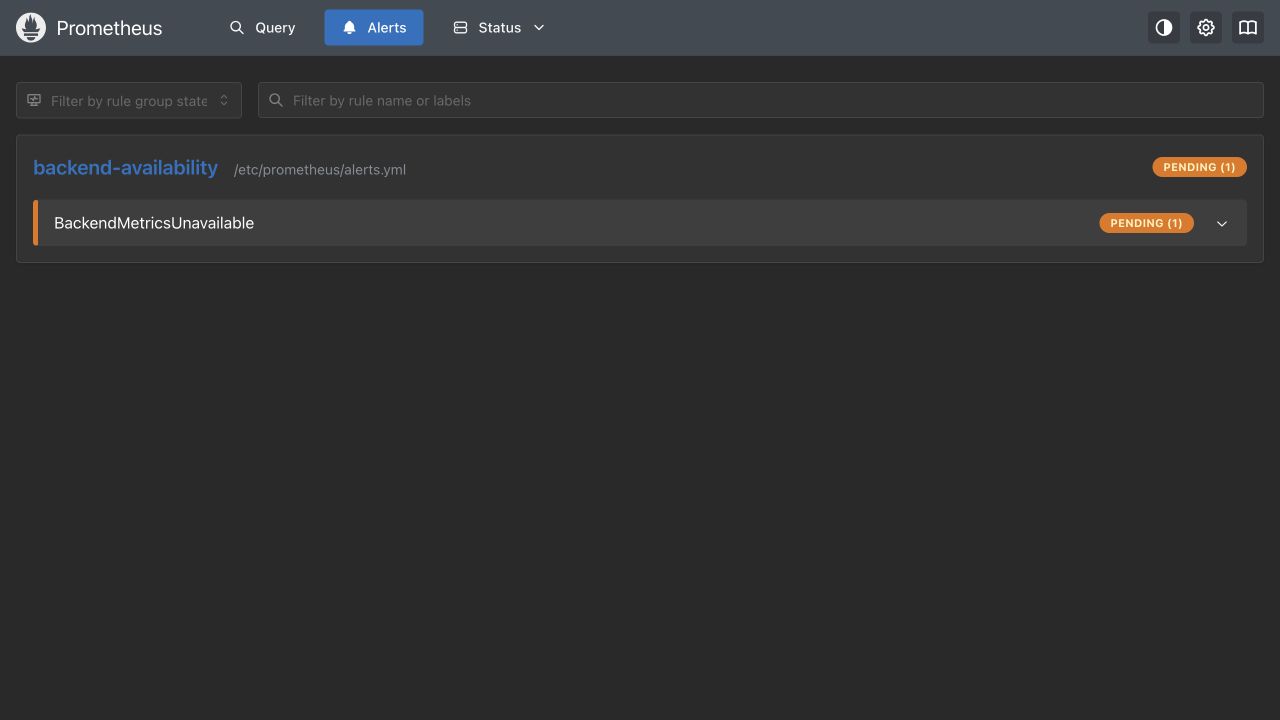 Prometheus Query Alerts Status
Filter by rule group state Filter by rule name or labels
backend-availability /etc/prometheus/alerts.yml PENDING (1)
BackendMetricsUnavailable PENDING (1)